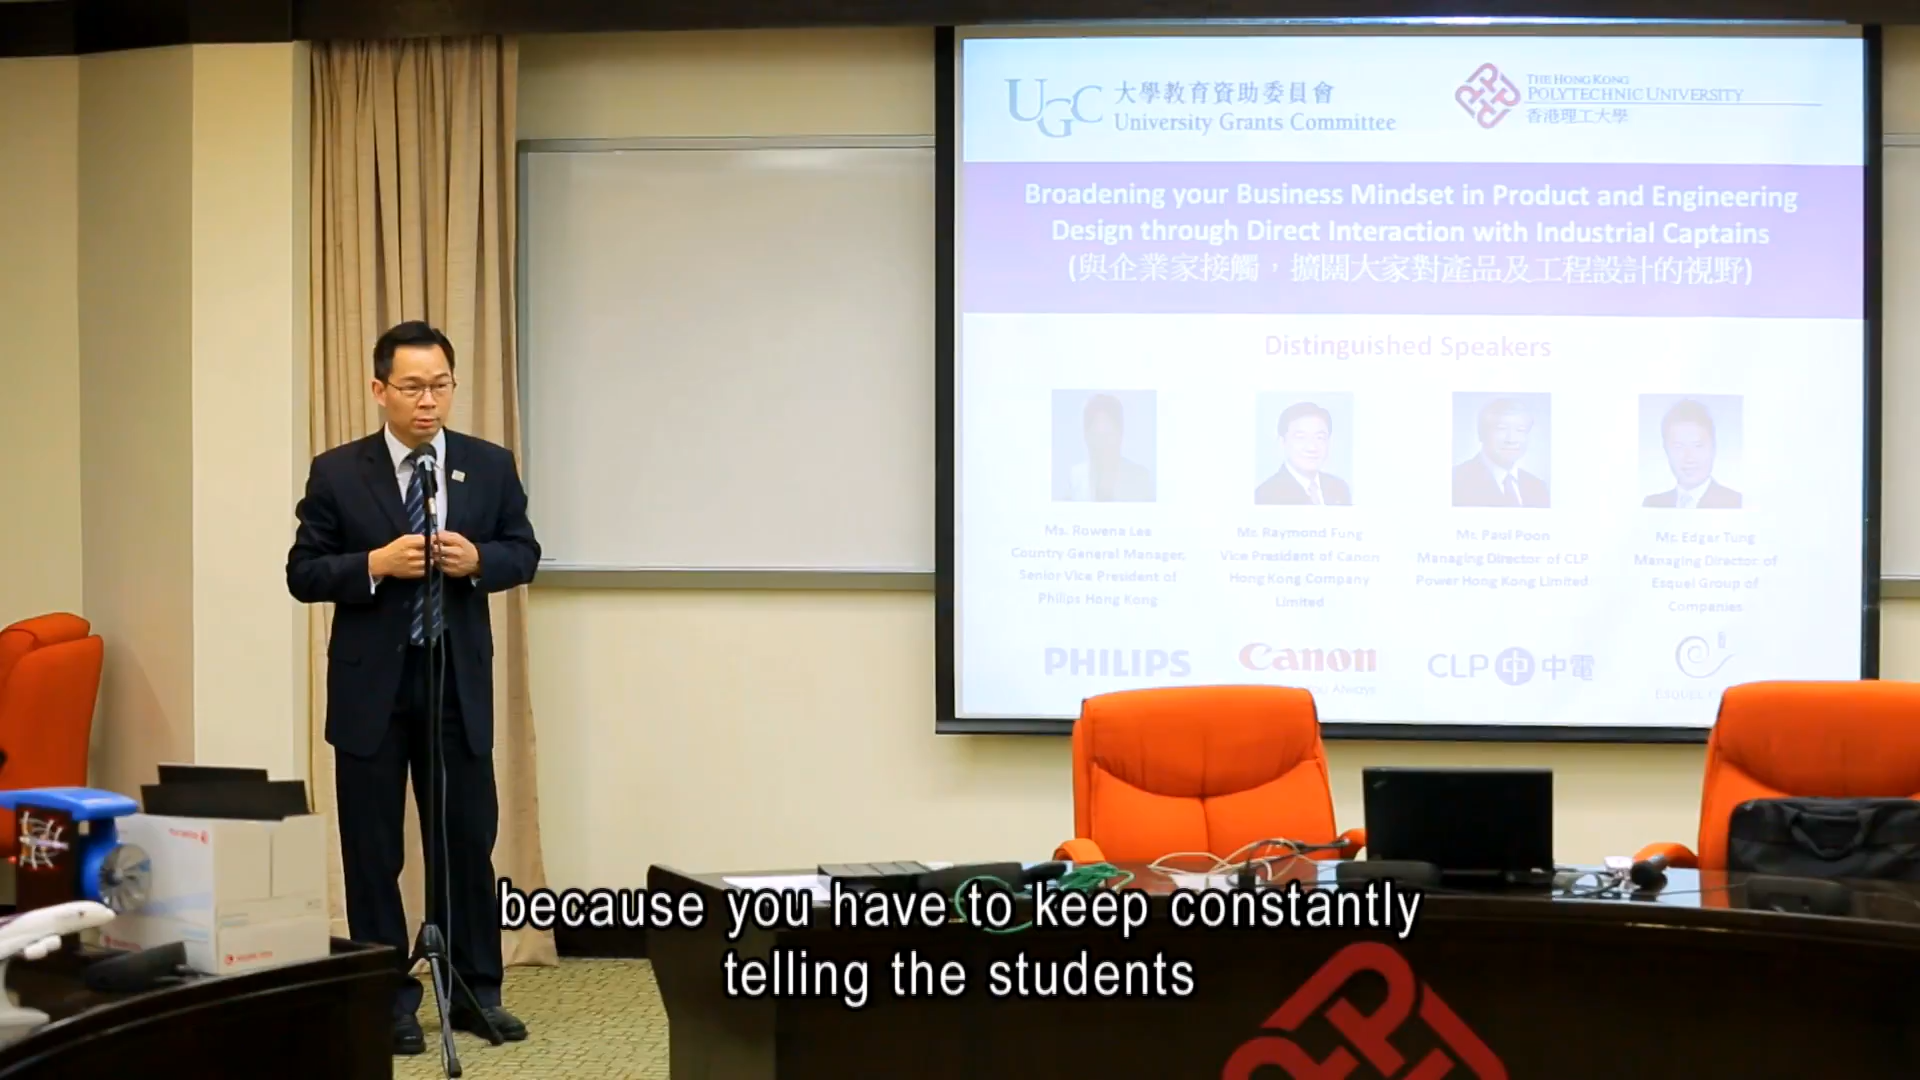 UGC 大學教育資助委員會
University Grants Committee
THE HONG KONG
POLYTECHNIC UNIVERSITY
香港理工大學
Broadening your Business Mindset in Product and Engineering
Design through Direct Interaction with Industrial Captains
(與企業家接觸，擴闊大家對產品及工程設計的視野)
Distinguished Speakers
Ms. Rowena Lee
Country General Manager,
Senior Vice President of
Philips Hong Kong
Mr. Raymond Fung
Vice President of Canon
Hong Kong Company
Limited
Mr. Paul Poon
Managing Director of CLP
Power Hong Kong Limited
Mr. Edgar Tung
Managing Director of
Esquel Group of
Companies
PHILIPS
Canon
You Always
CLP 中 中電
ESQUEL
because you have to keep constantly
telling the students